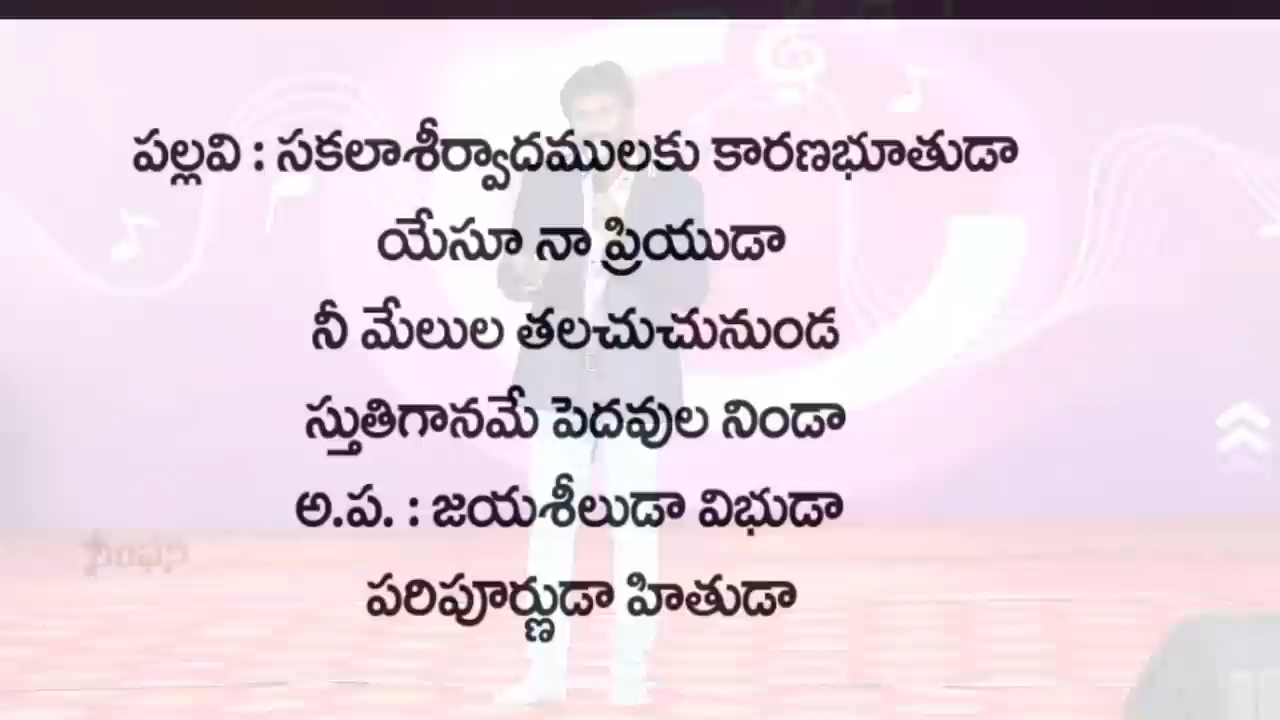 పల్లవి : సకలాశీర్వాదములకు కారణభూతుడా
యేసూ నా ప్రియుడా
నీ మేలుల తలచుచునుండ
స్తుతిగానమే పెదవుల నిండా
అ.ప. : జయశీలుడా విభుడా
పరిపూర్ణుడా హితుడా